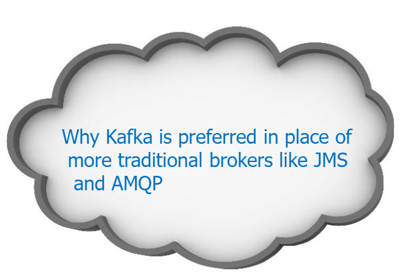 Why Kafka is preferred in place of
more traditional brokers like JMS
and AMQP